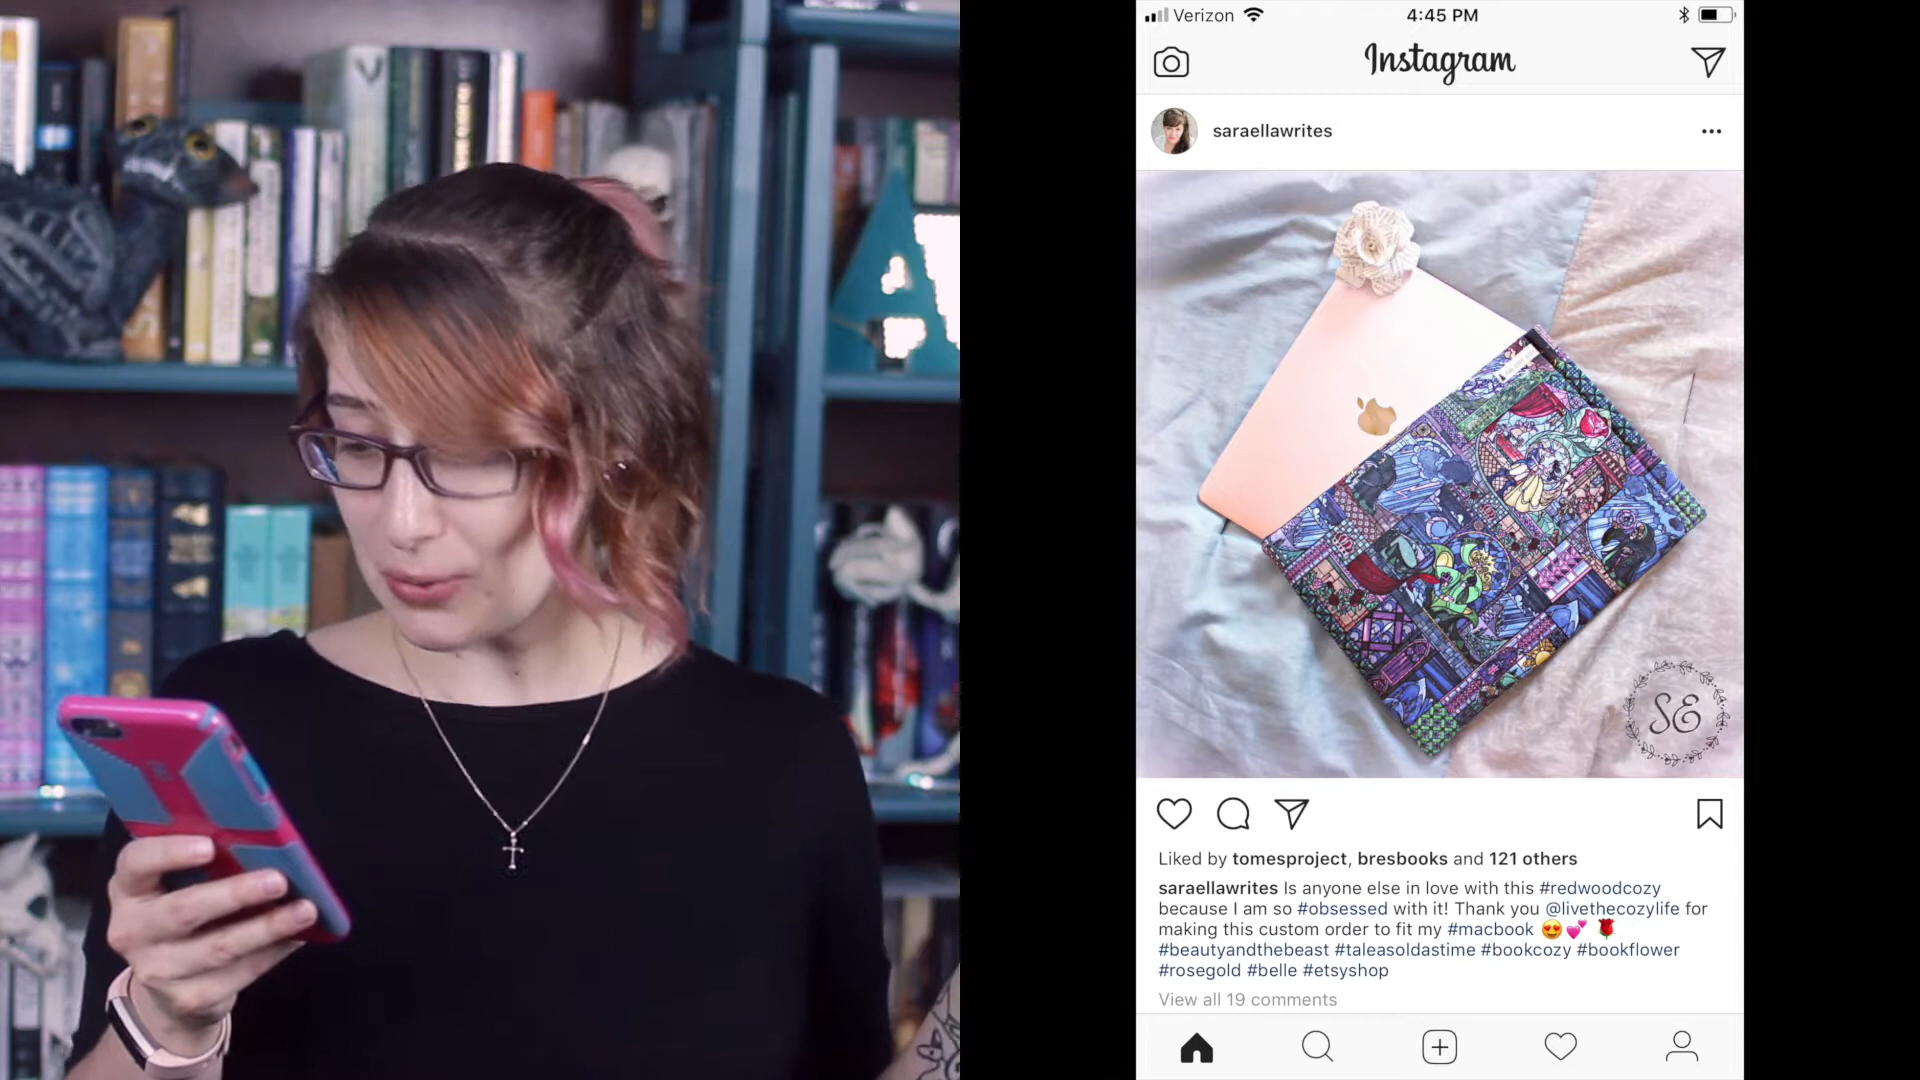 Verizon
4:45 PM
Instagram
saraellawrites
SE
Liked by tomesproject, bresbooks and 121 others
saraellawrites Is anyone else in love with this #redwoodcozy
because I am so #obsessed with it! Thank you @livethecozylife for
making this custom order to fit my #macbook 😍💕🌹
#beautyandthebeast #taleasoldastime #bookcozy #bookflower
#rosegold #belle #etsyshop
View all 19 comments